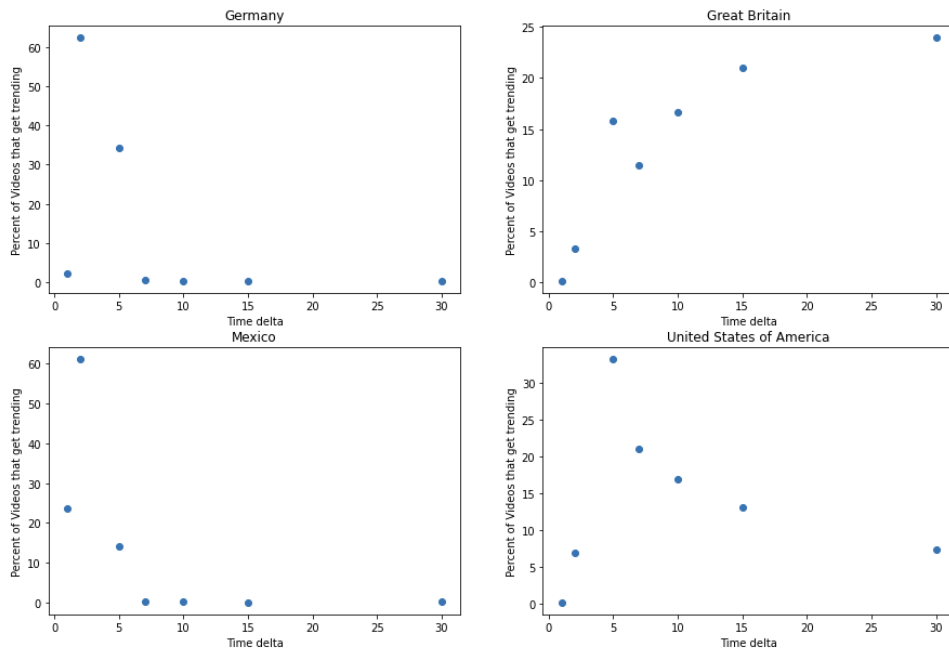 Germany
Percent of Videos that get trending
60
50
40
30
20
10
0
0 5 10 15 20 25 30
Time delta
Great Britain
Percent of Videos that get trending
25
20
15
10
5
0
0 5 10 15 20 25 30
Time delta
Mexico
Percent of Videos that get trending
60
50
40
30
20
10
0
0 5 10 15 20 25 30
Time delta
United States of America
Percent of Videos that get trending
30
25
20
15
10
5
0
0 5 10 15 20 25 30
Time delta